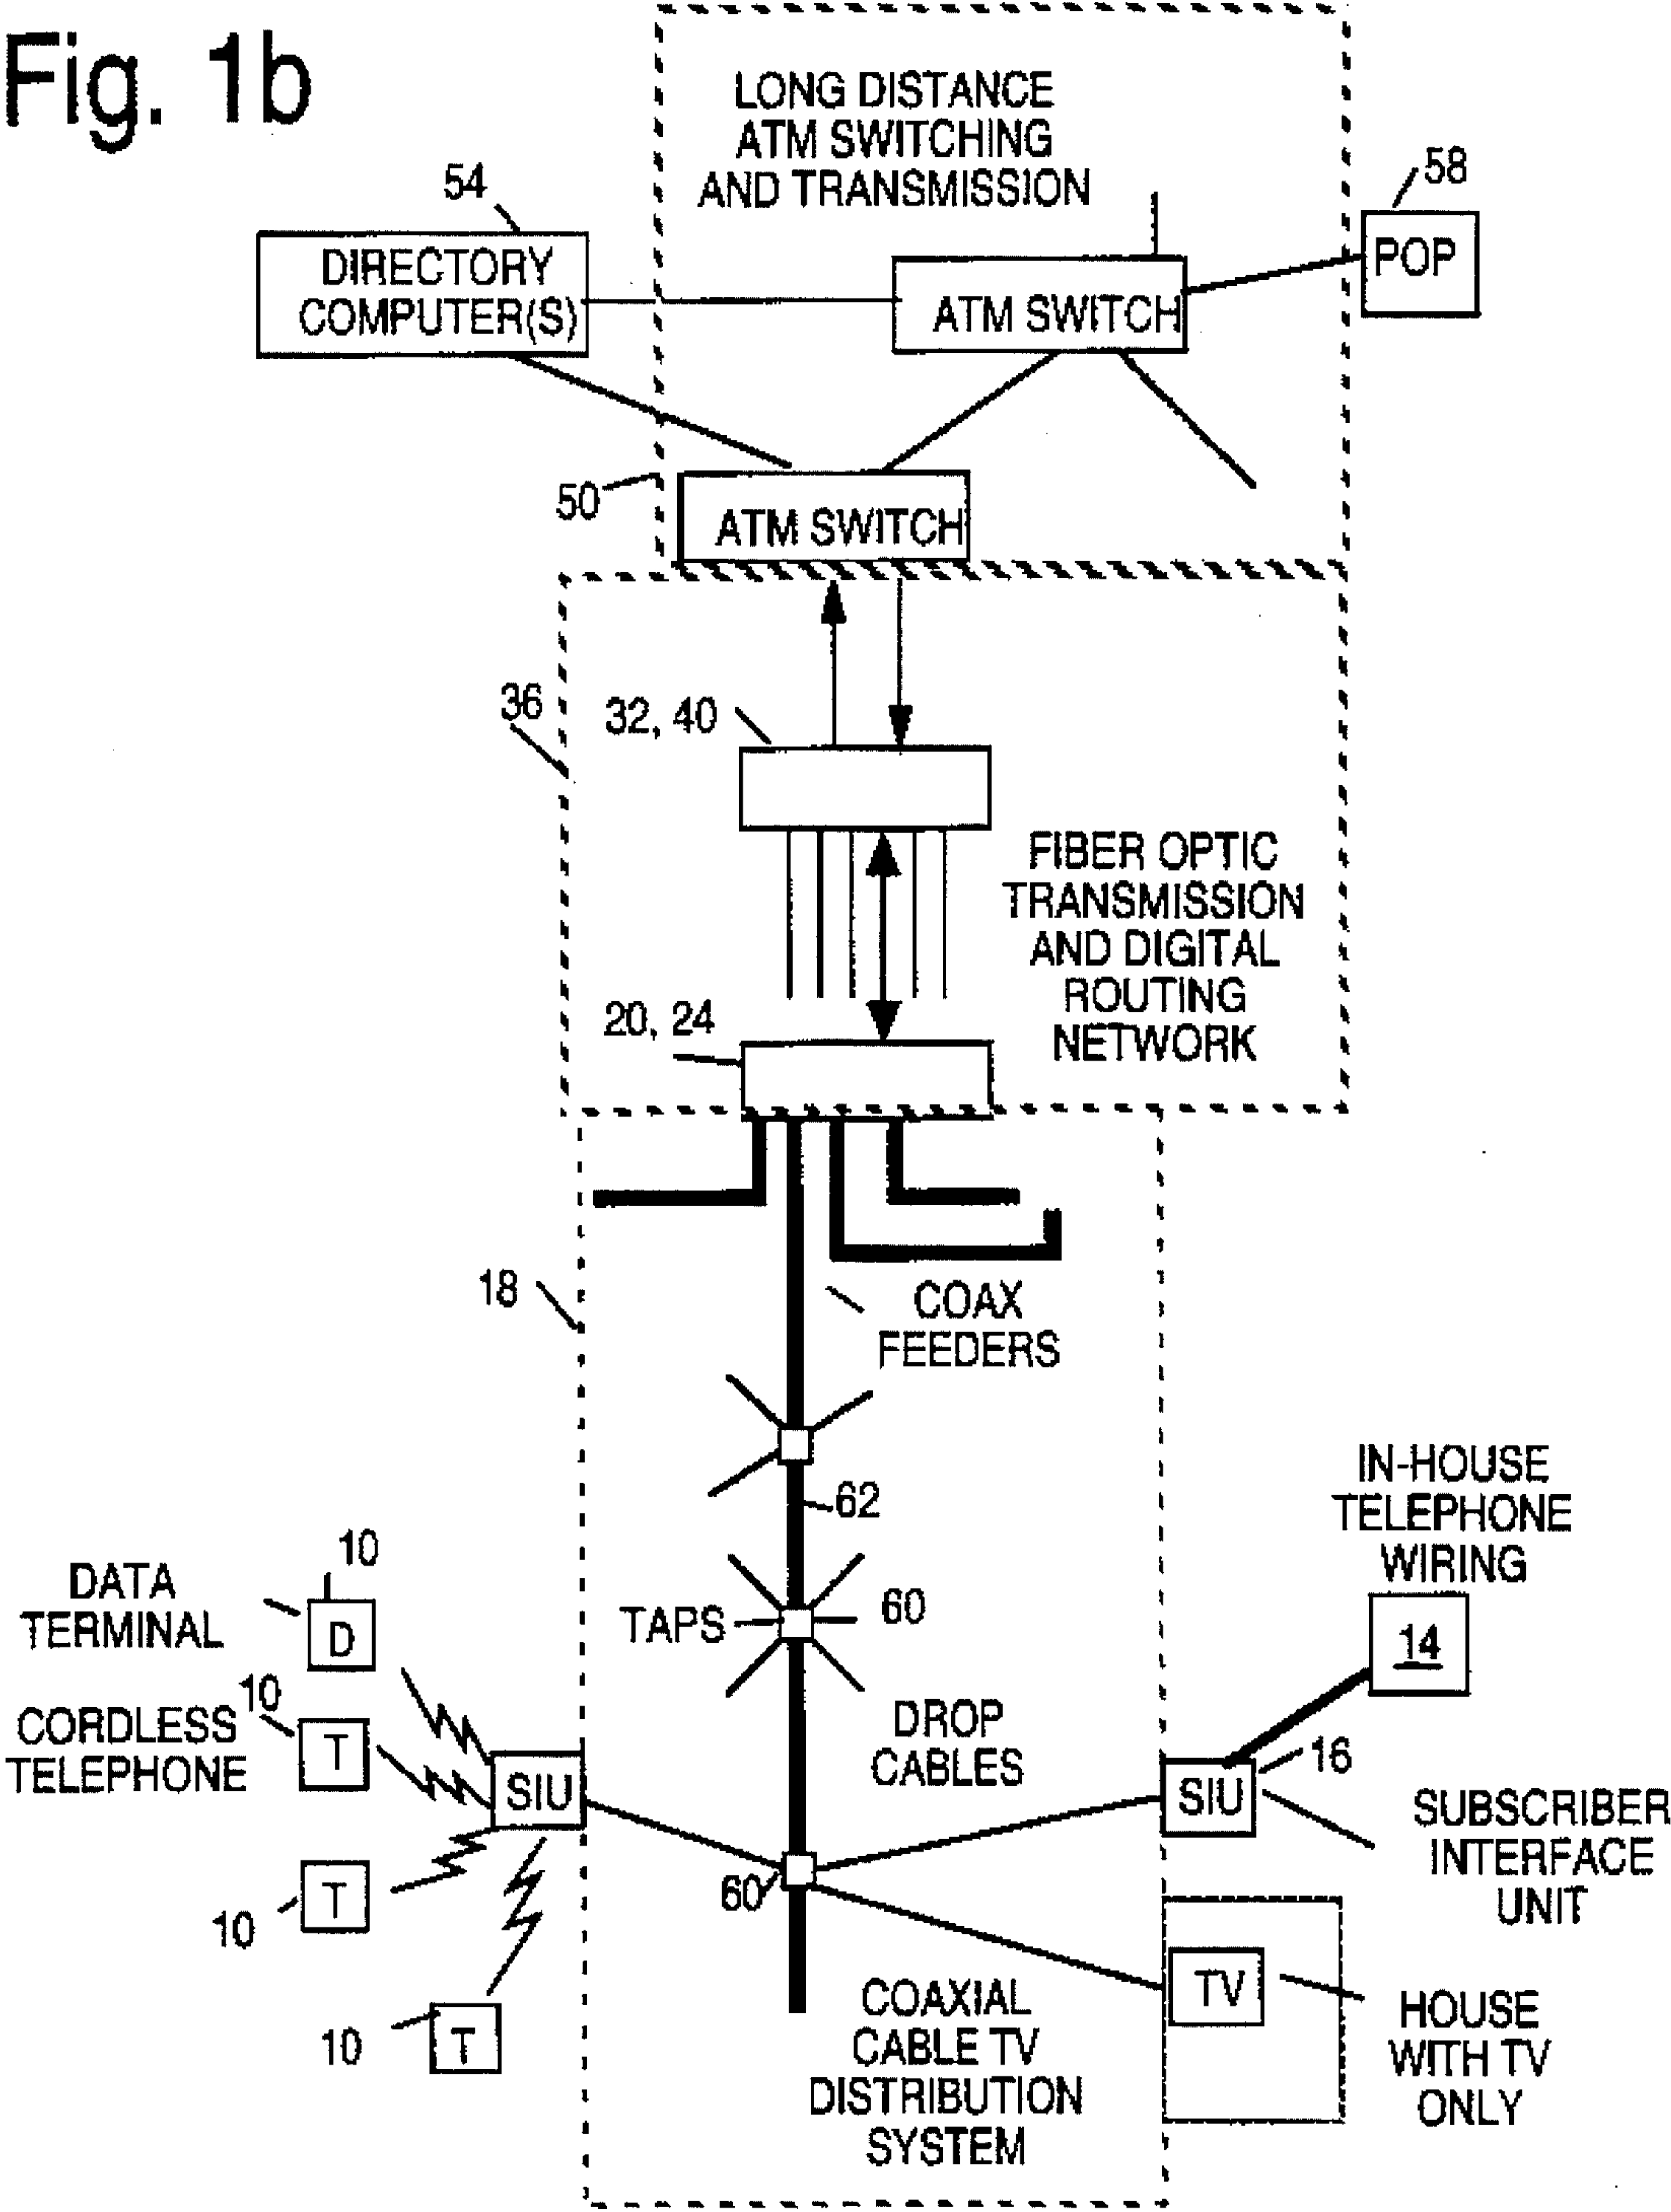 Fig. 1b
LONG DISTANCE
ATM SWITCHING
AND TRANSMISSION
54
58
DIRECTORY
COMPUTER(S)
ATM SWITCH
POP
50
ATM SWITCH
36
32, 40
FIBER OPTIC
TRANSMISSION
AND DIGITAL
ROUTING
NETWORK
20, 24
18
COAX
FEEDERS
62
IN-HOUSE
TELEPHONE
WIRING
14
DATA
TERMINAL
10
D
TAPS
60
CORDLESS
TELEPHONE
10
T
DROP
CABLES
SIU
SIU
16
SUBSCRIBER
INTERFACE
UNIT
10
T
60
10
T
TV
HOUSE
WITH TV
ONLY
COAXIAL
CABLE TV
DISTRIBUTION
SYSTEM